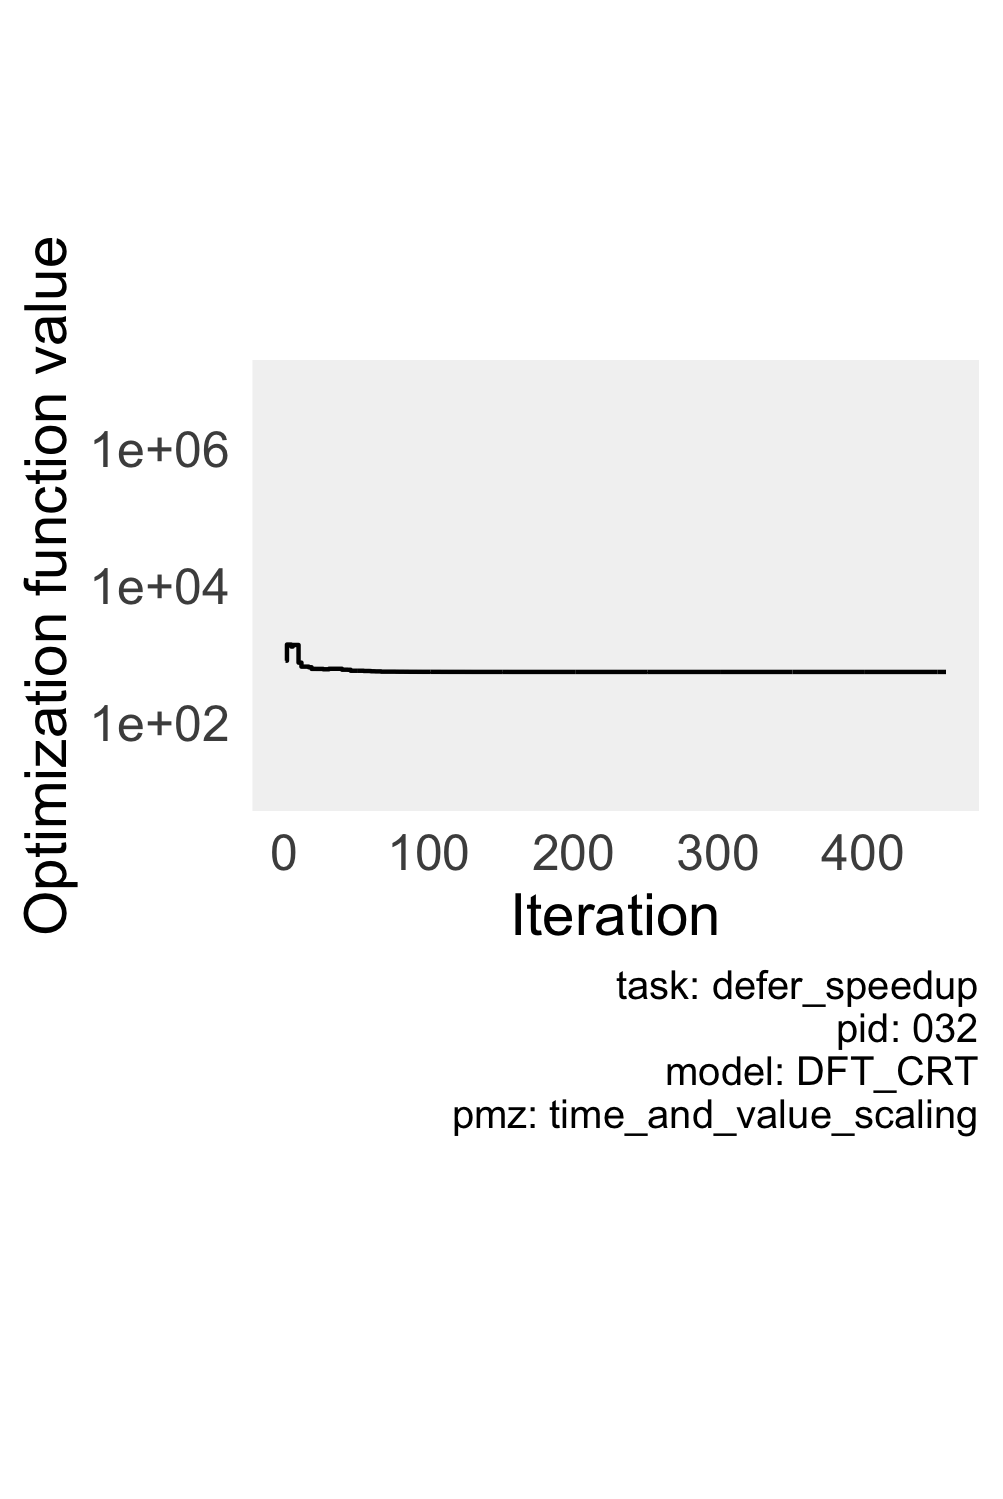 Optimization function value
1e+06
1e+04
1e+02
0 100 200 300 400
Iteration
task: defer_speedup
pid: 032
model: DFT_CRT
pmz: time_and_value_scaling